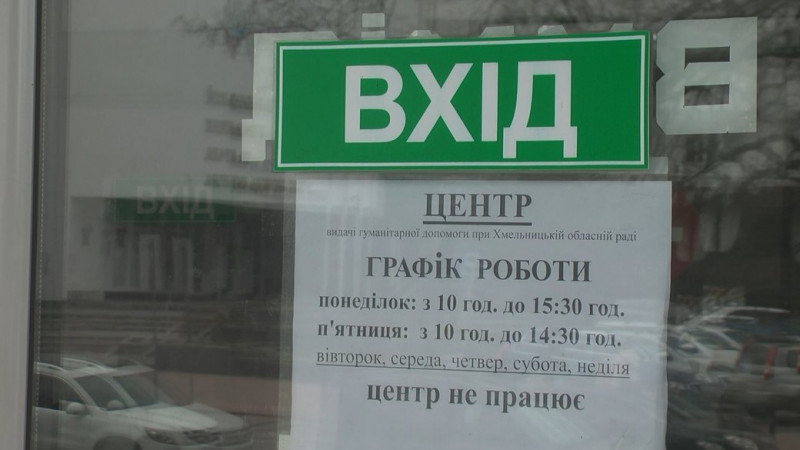 ВХІД
ВХІД
ЦЕНТР
видачі гуманітарної допомоги при Хмельницькій обласній раді
ГРАФіК РОБОТИ
понеділок: з 10 год. до 15:30 год.
п'ятниця: з 10 год. до 14:30 год.
вівторок, середа, четвер, субота, неділя
центр не працює